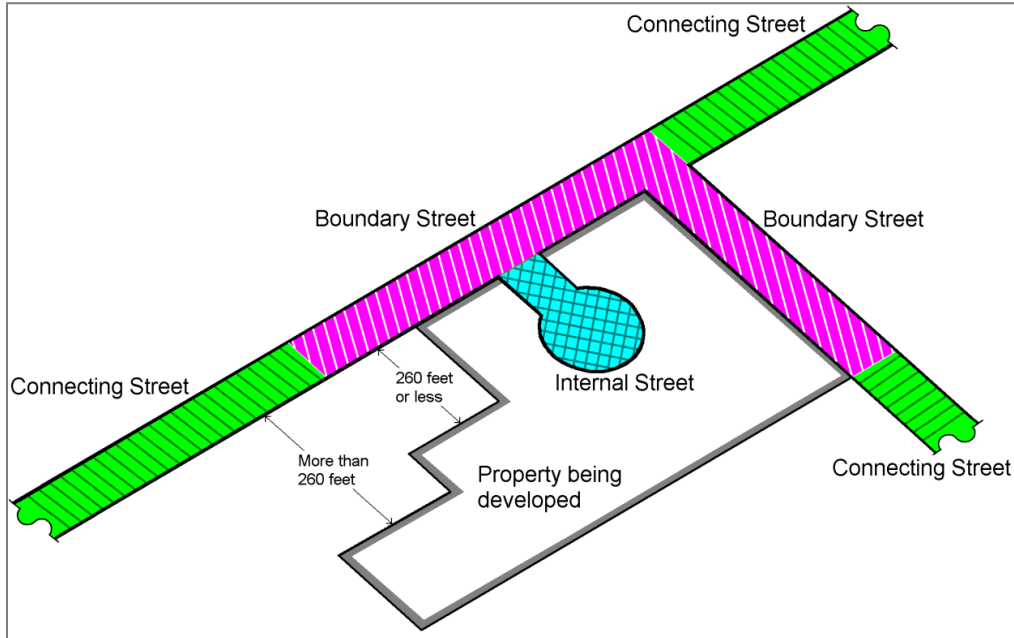 Connecting Street
Boundary Street
Boundary Street
Connecting Street
260 feet
or less
Internal Street
More than
260 feet
Property being
developed
Connecting Street